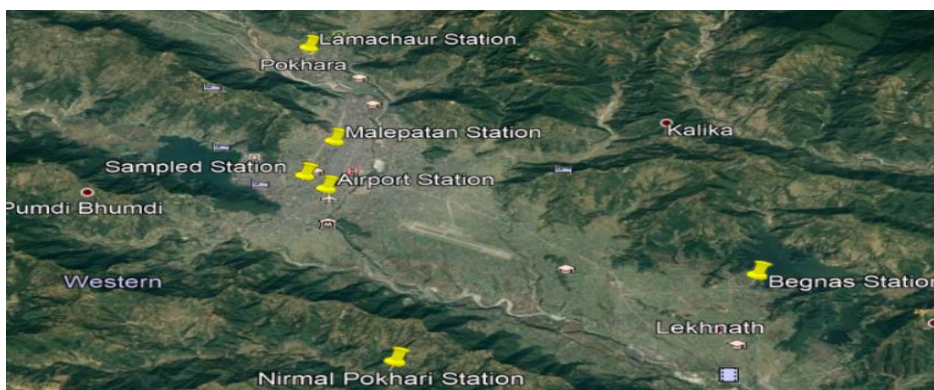 Lamachaur Station
Pokhara
Malepatan Station
Kalika
Sampled Station
Airport Station
Pumdi Bhumdi
Western
Begnas Station
Lekhnath
Nirmal Pokhari Station